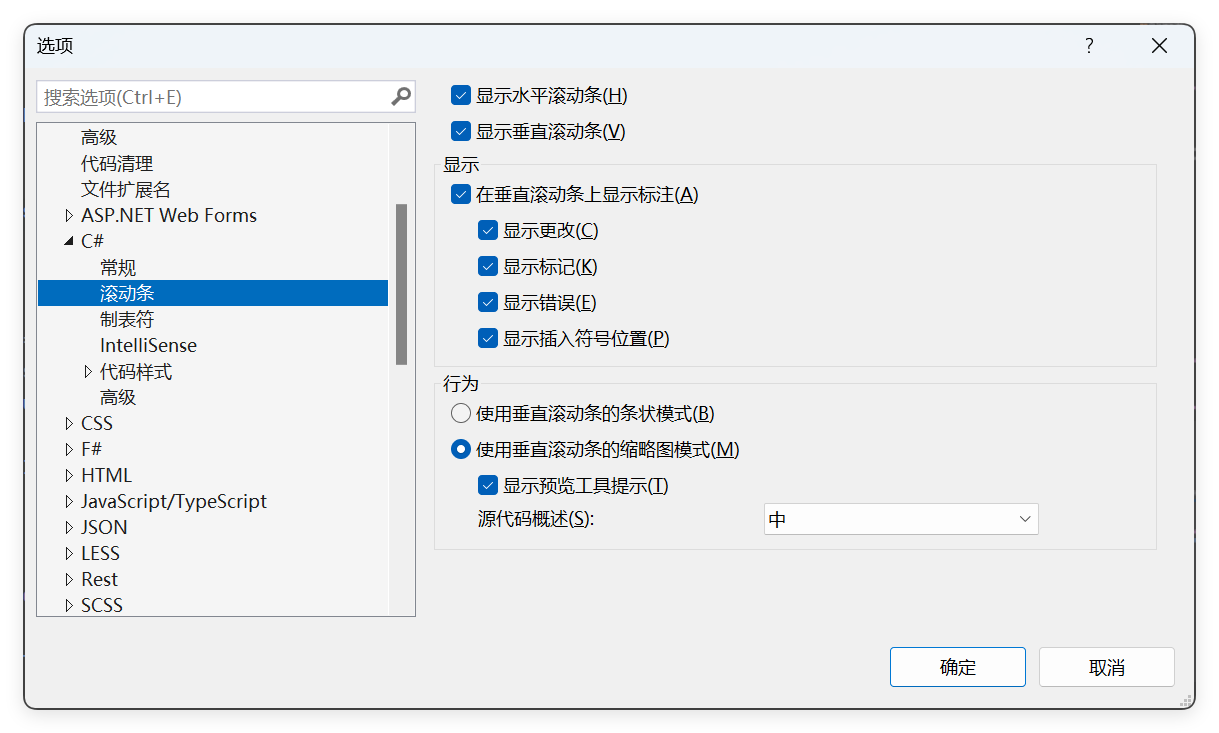 选项
?
搜索选项(Ctrl+E)
高级
代码清理
文件扩展名
ASP.NET Web Forms
C#
常规
滚动条
制表符
IntelliSense
代码样式
高级
CSS
F#
HTML
JavaScript/TypeScript
JSON
LESS
Rest
SCSS
显示水平滚动条(H)
显示垂直滚动条(V)
显示
在垂直滚动条上显示标注(A)
显示更改(C)
显示标记(K)
显示错误(E)
显示插入符号位置(P)
行为
使用垂直滚动条的条状模式(B)
使用垂直滚动条的缩略图模式(M)
显示预览工具提示(T)
源代码概述(S):
中
确定
取消